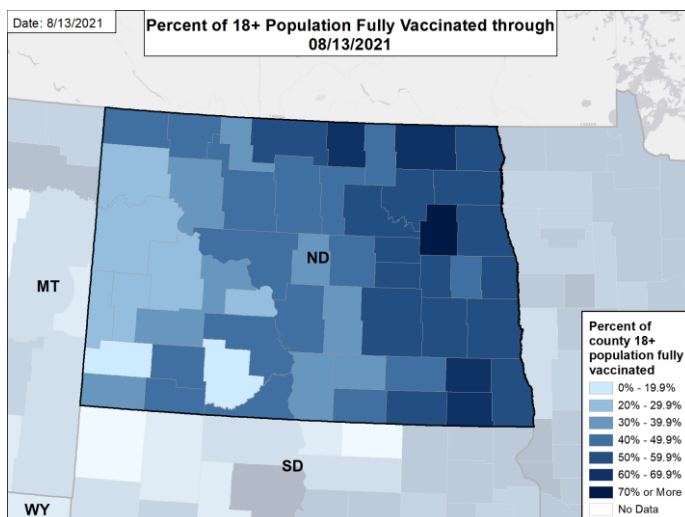 Date: 8/13/2021
Percent of 18+ Population Fully Vaccinated through
08/13/2021
ND
MT
SD
WY
Percent of
county 18+
population fully
vaccinated
0% - 19.9%
20% - 29.9%
30% - 39.9%
40% - 49.9%
50% - 59.9%
60% - 69.9%
70% or More
No Data